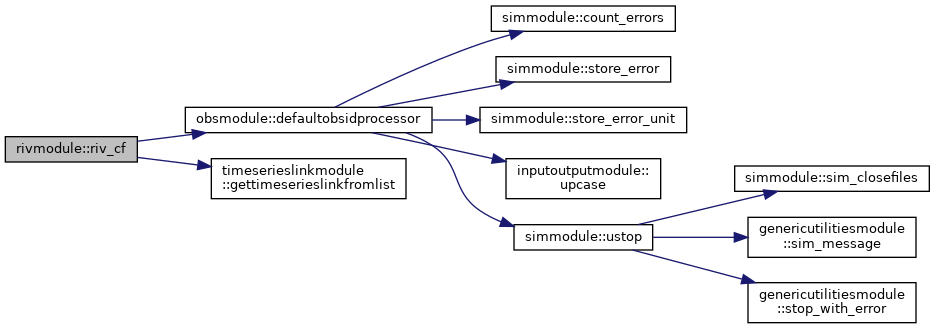 simmodule::count_errors
simmodule::store_error
obsmodule::defaultobsidprocessor
simmodule::store_error_unit
rivmodule::riv_cf
timeserieslinkmodule
::gettimeserieslinkfromlist
inputoutputmodule::
upcase
simmodule::sim_closefiles
simmodule::ustop
genericutilitiesmodule
::sim_message
genericutilitiesmodule
::stop_with_error